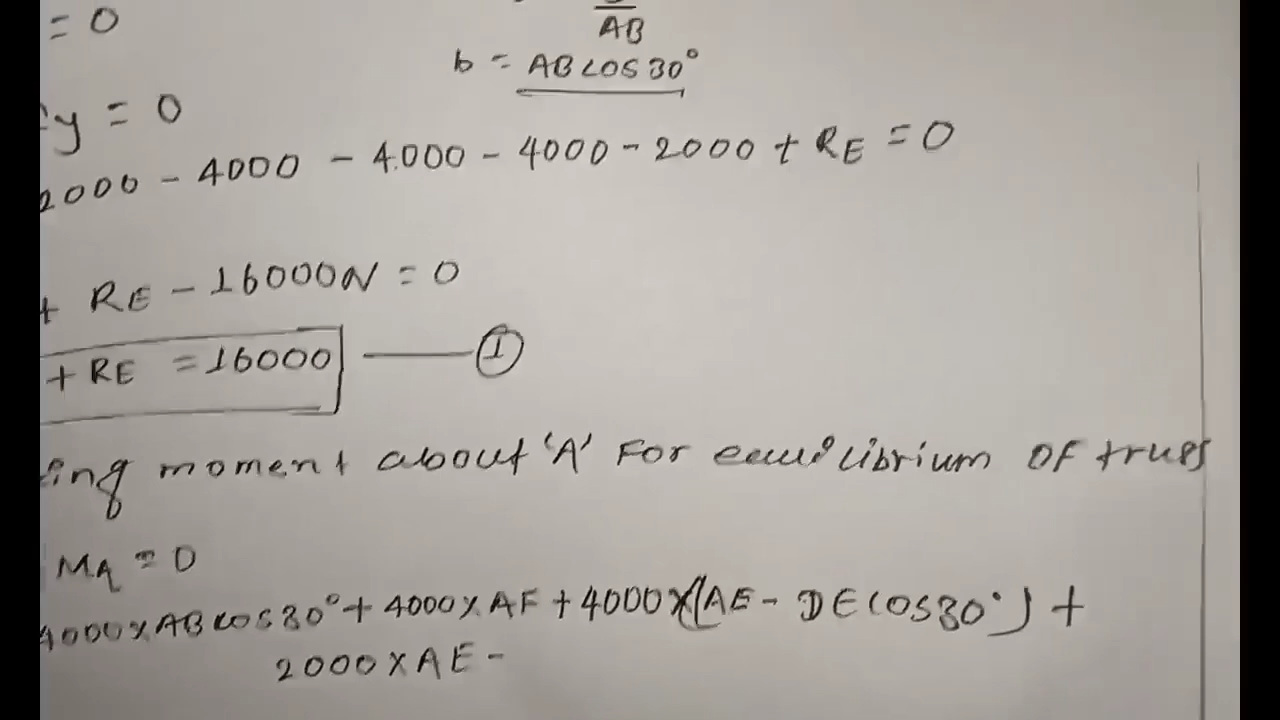 = 0
AB
b = AB COS 30°
y = 0
2000 - 4000 - 4000 - 4000 - 2000 + RE = 0
+ RE - 16000N = 0
+ RE = 16000 ①
ing moment about 'A' For equilibrium OF truss
MA = 0
4000 x AB cos 30° + 4000 x AF + 4000 x (AE - DE cos 30°) +
2000 x AE -